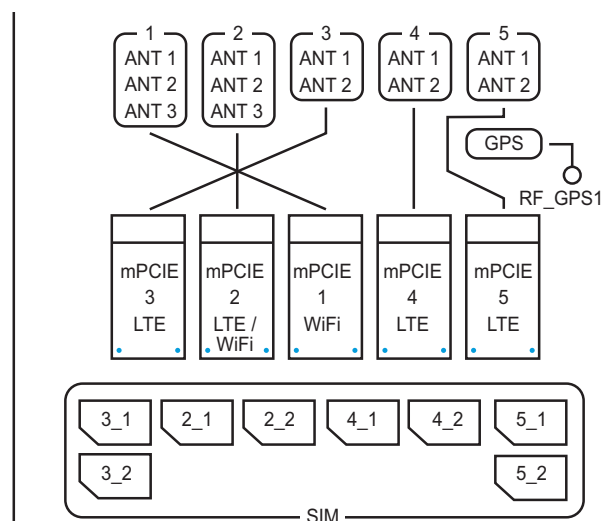 1
ANT 1
ANT 2
ANT 3
2
ANT 1
ANT 2
ANT 3
3
ANT 1
ANT 2
4
ANT 1
ANT 2
5
ANT 1
ANT 2
GPS
RF_GPS1
mPCIE
3
LTE
mPCIE
2
LTE /
WiFi
mPCIE
1
WiFi
mPCIE
4
LTE
mPCIE
5
LTE
3_1
2_1
2_2
4_1
4_2
5_1
3_2
5_2
SIM